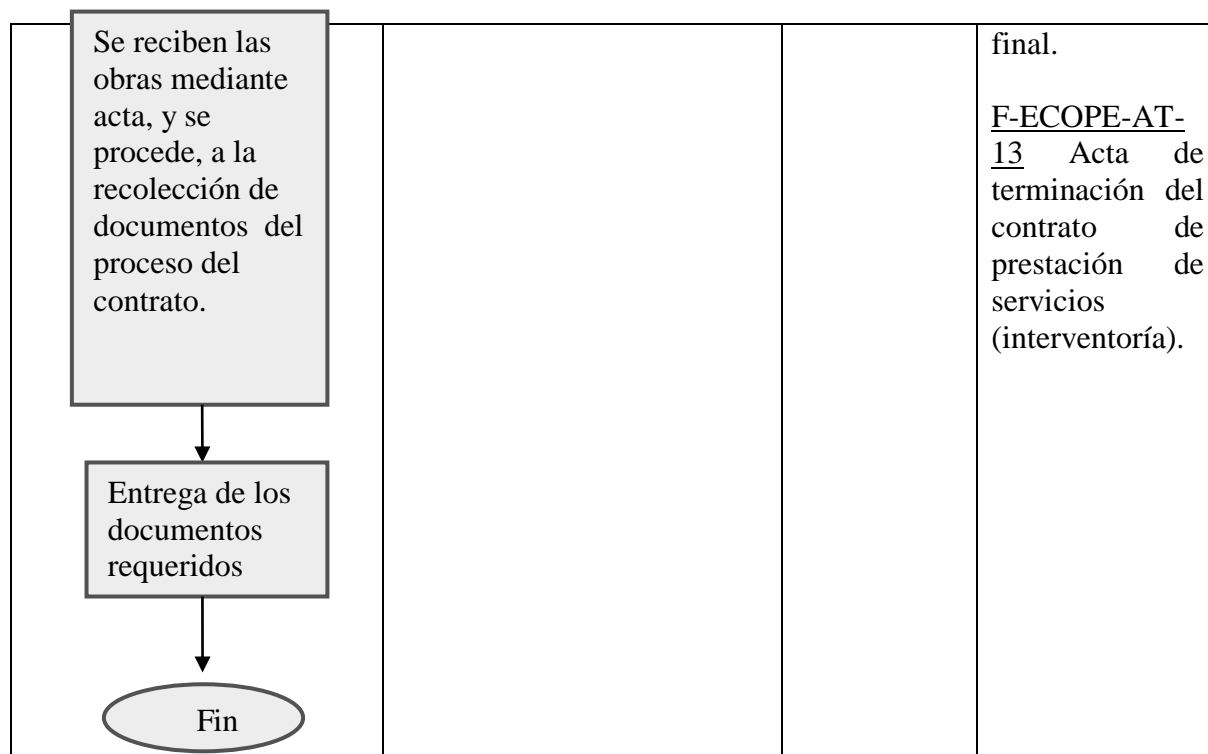 Se reciben las
obras mediante
acta, y se
procede, a la
recolección de
documentos del
proceso del
contrato.
Entrega de los
documentos
requeridos
Fin
final.
F-ECOPE-AT-
13 Acta de
terminación del
contrato de
prestación de
servicios
(interventoría).